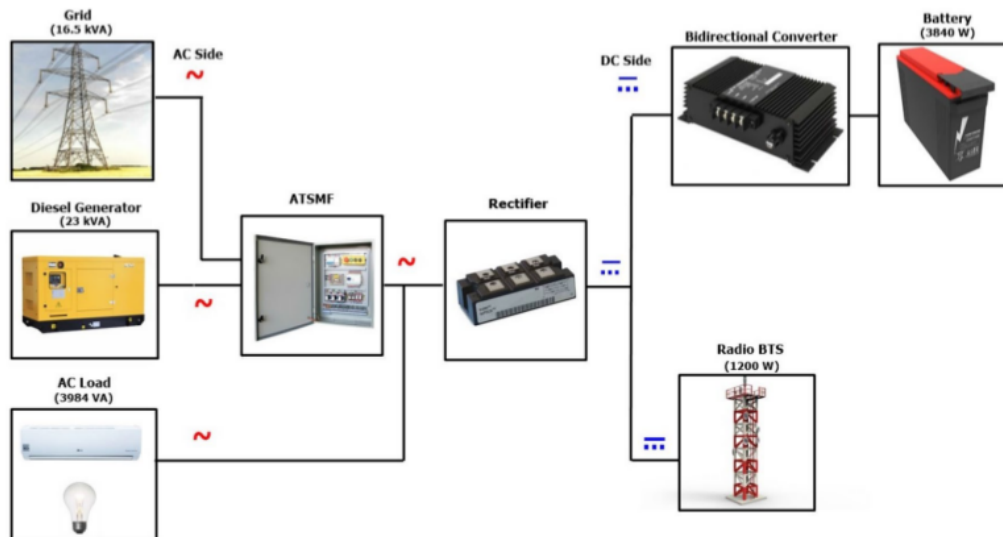 Grid
(16.5 kVA)
AC Side
~
Diesel Generator
(23 kVA)
~
AC Load
(3984 VA)
~
ATSMF
~
Rectifier
DC Side
Bidirectional Converter
Battery
(3840 W)
Radio BTS
(1200 W)